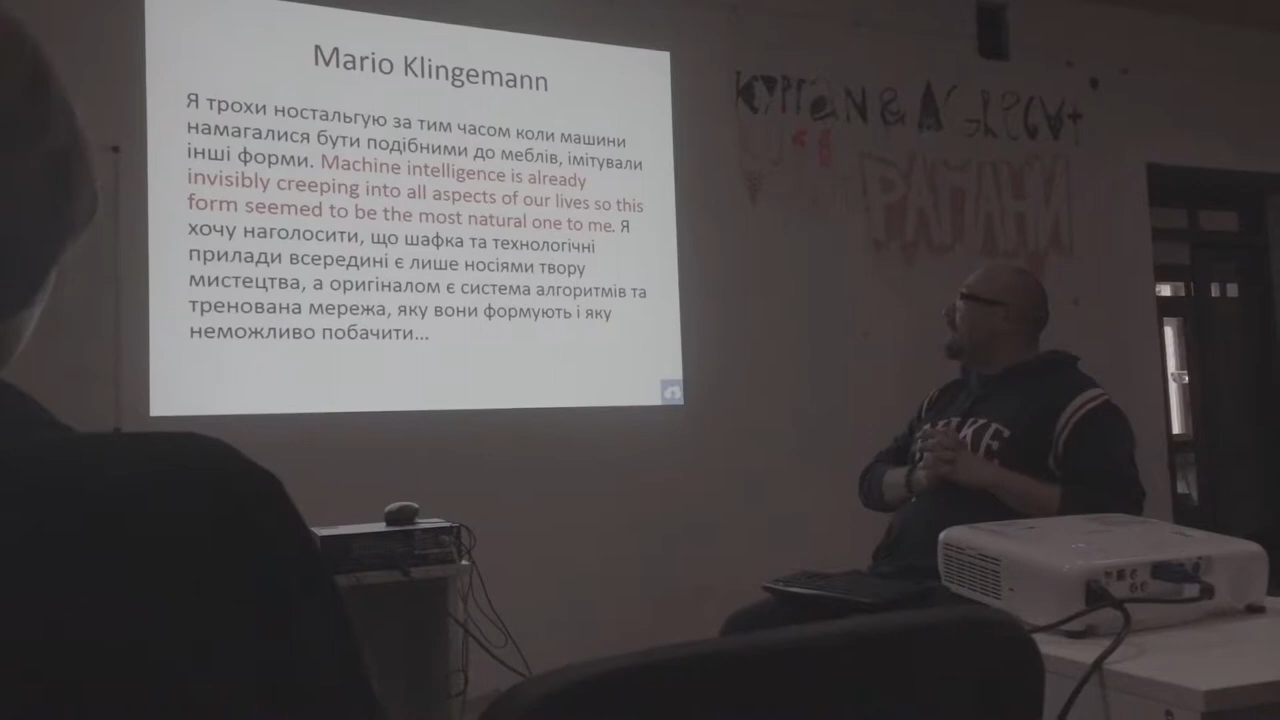 Mario Klingemann
Я трохи ностальгую за тим часом коли машини
намагалися бути подібними до меблів, імітували
інші форми. Machine intelligence is already
invisibly creeping into all aspects of our lives so this
form seemed to be the most natural one to me. Я
хочу наголосити, що шафка та технологічні
прилади всередині є лише носіями твору
мистецтва, а оригіналом є система алгоритмів та
тренована мережа, яку вони формують і яку
неможливо побачити...